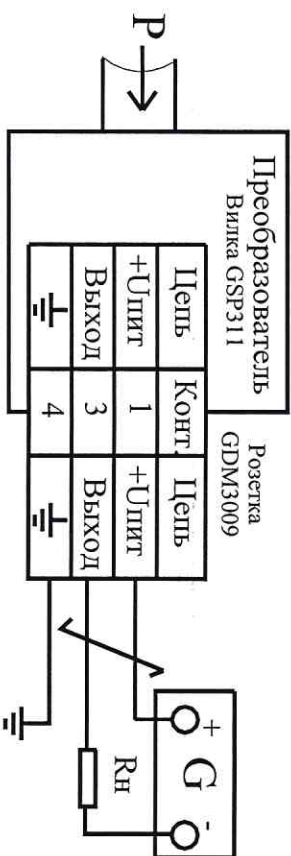 P
Преобразователь
Вилка GSP311
Розетка
GDM3009
Цепь Конт. Цепь
+Uпит 1 +Uпит
Выход 3 Выход
4
+ G -
Rн